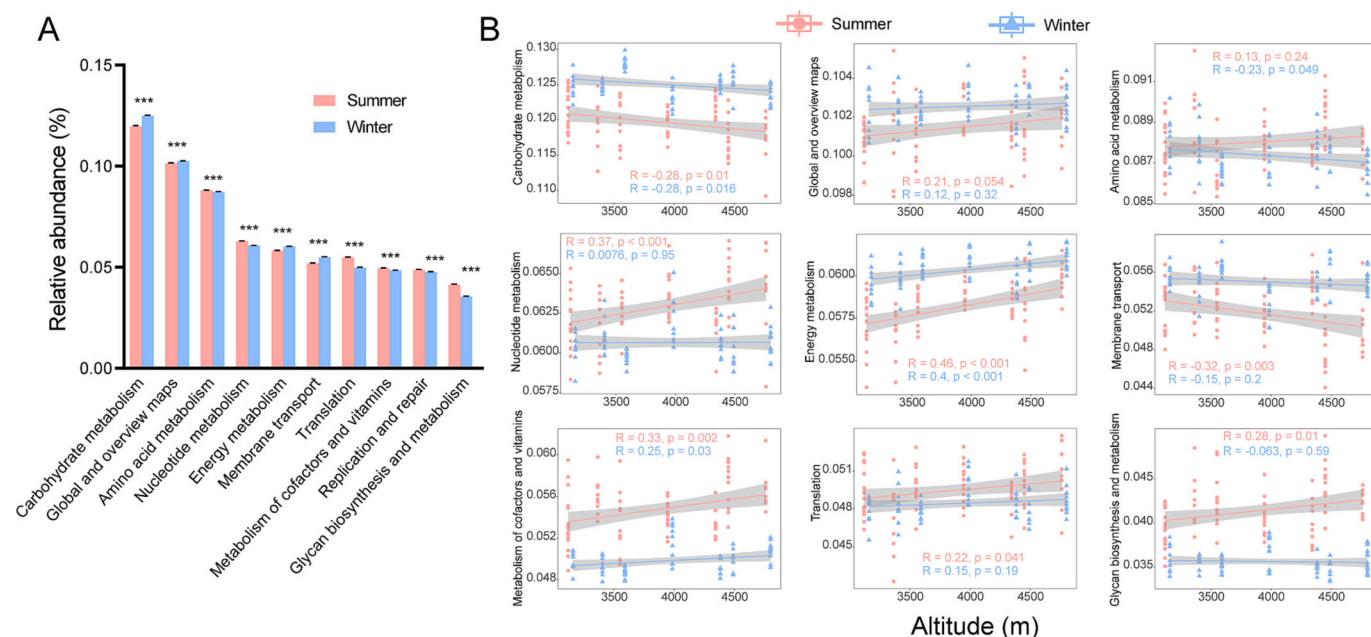 A
Relative abundance (%)
0.15
0.10
0.05
0.00
Summer
Winter
***
***
***
***
***
***
***
***
***
***
Carbohydrate metabolism
Global and overview maps
Amino acid metabolism
Nucleotide metabolism
Energy metabolism
Membrane transport
Translation
Metabolism of cofactors and vitamins
Replication and repair
Glycan biosynthesis and metabolism
B
Summer
Winter
Carbohydrate metabolism
0.130
0.125
0.120
0.115
0.110
R = -0.28, p = 0.01
R = -0.28, p = 0.016
3500 4000 4500
Global and overview maps
0.104
0.102
0.100
0.098
R = 0.21, p = 0.054
R = 0.12, p = 0.32
3500 4000 4500
Amino acid metabolism
0.091
0.089
0.087
0.085
R = 0.13, p = 0.24
R = -0.23, p = 0.049
3500 4000 4500
Nucleotide metabolism
0.0650
0.0625
0.0600
0.0575
R = 0.37, p < 0.001
R = 0.0076, p = 0.95
3500 4000 4500
Energy metabolism
0.0600
0.0575
0.0550
R = 0.46, p < 0.001
R = 0.4, p < 0.001
3500 4000 4500
Membrane transport
0.056
0.052
0.048
0.044
R = -0.32, p = 0.003
R = -0.15, p = 0.2
3500 4000 4500
Metabolism of cofactors and vitamins
0.060
0.056
0.052
0.048
R = 0.33, p = 0.002
R = 0.25, p = 0.03
3500 4000 4500
Translation
0.051
0.048
0.045
R = 0.22, p = 0.041
R = 0.15, p = 0.19
3500 4000 4500
Glycan biosynthesis and metabolism
0.045
0.040
0.035
R = 0.28, p = 0.01
R = -0.063, p = 0.59
3500 4000 4500
Altitude (m)